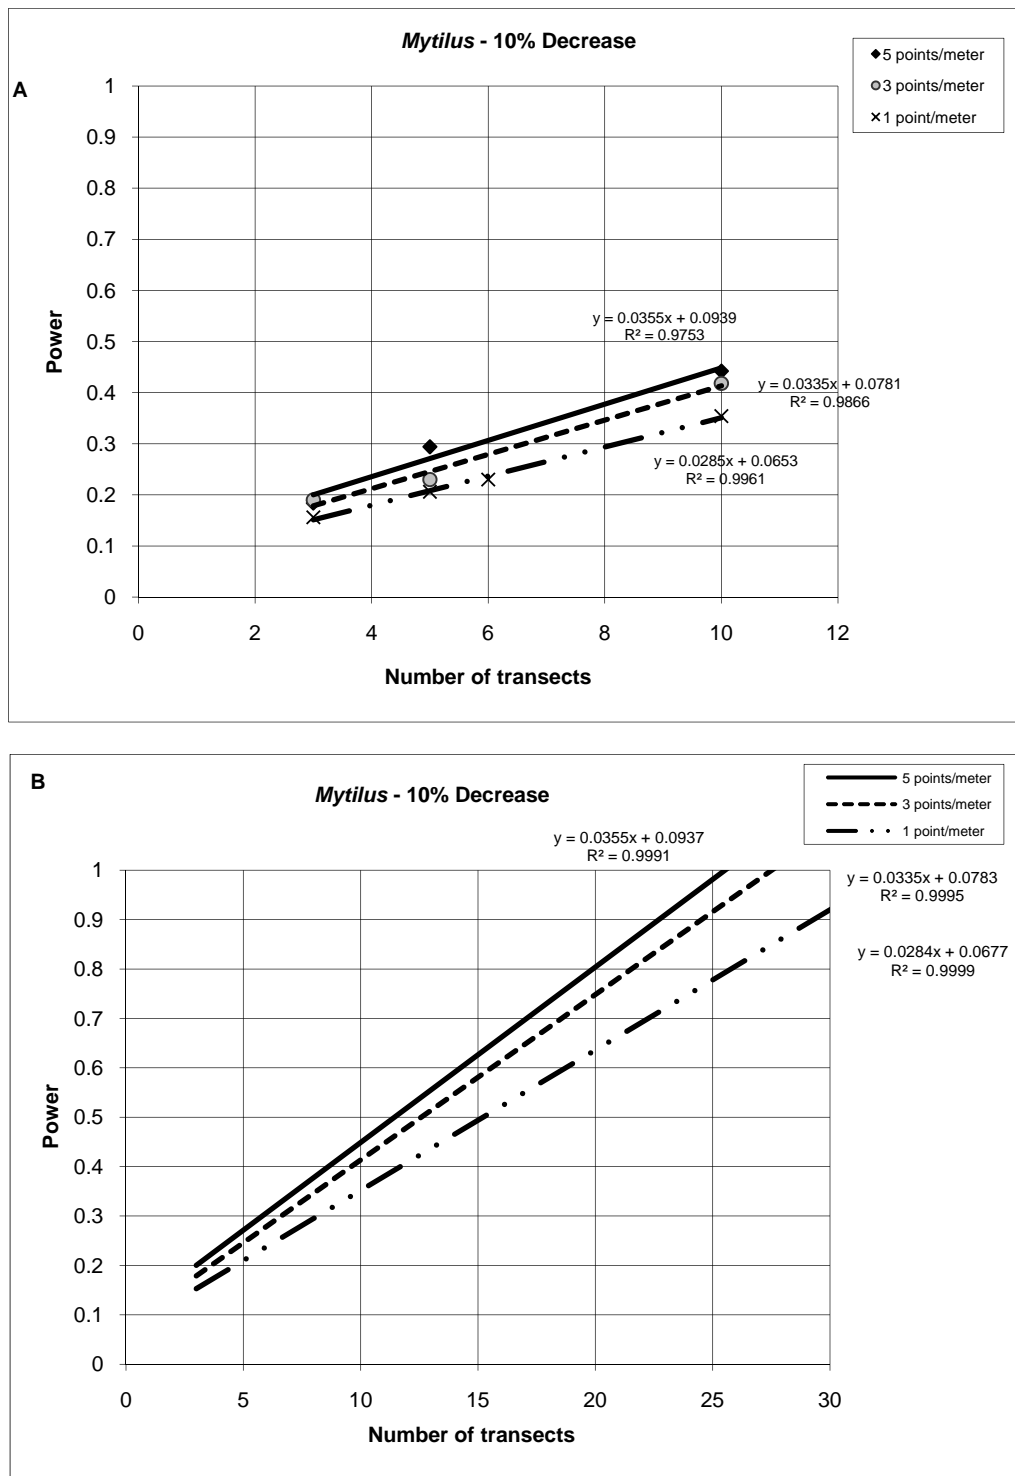 Mytilus - 10% Decrease
A
5 points/meter
3 points/meter
1 point/meter
1
0.9
0.8
0.7
0.6
0.5
0.4
0.3
0.2
0.1
0
Power
y = 0.0355x + 0.0939
R² = 0.9753
y = 0.0335x + 0.0781
R² = 0.9866
y = 0.0285x + 0.0653
R² = 0.9961
0 2 4 6 8 10 12
Number of transects
B
Mytilus - 10% Decrease
5 points/meter
3 points/meter
1 point/meter
y = 0.0355x + 0.0937
R² = 0.9991
y = 0.0335x + 0.0783
R² = 0.9995
y = 0.0284x + 0.0677
R² = 0.9999
1
0.9
0.8
0.7
0.6
0.5
0.4
0.3
0.2
0.1
0
Power
0 5 10 15 20 25 30
Number of transects